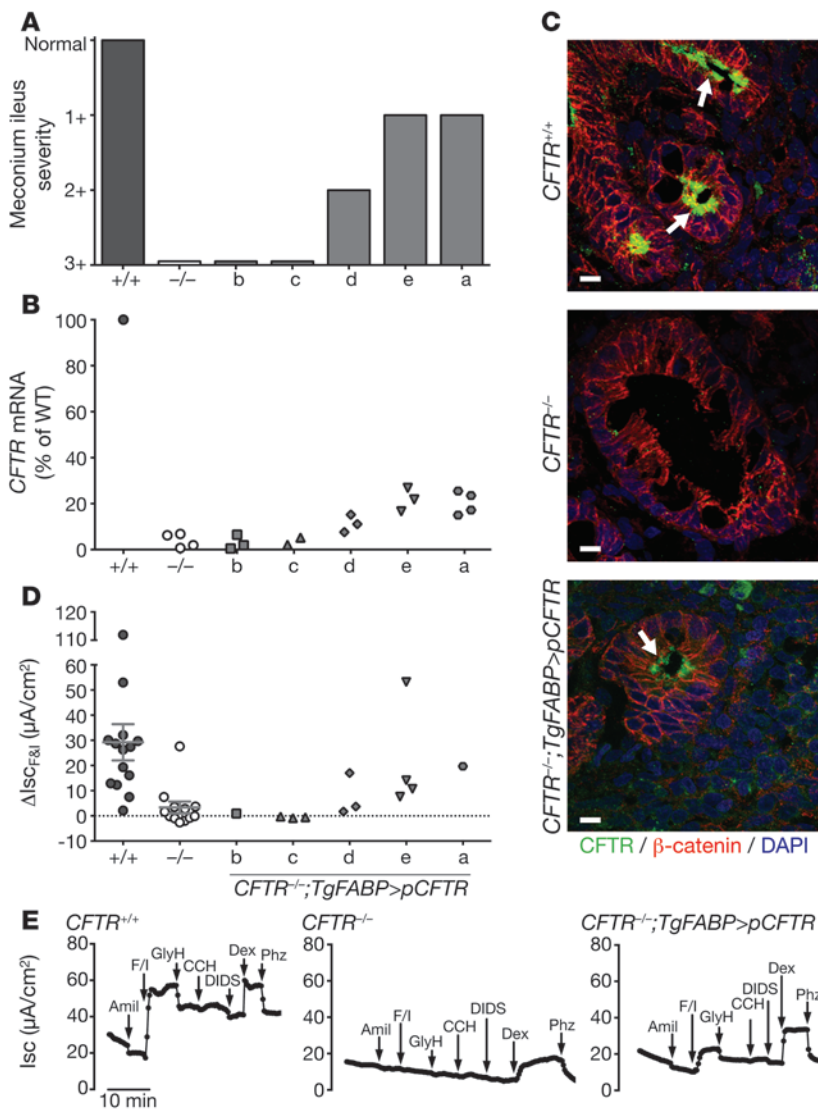 A
Normal
1+
2+
3+
Meconium ileus
severity
+/+ −/− b c d e a
B
100
80
60
40
20
0
CFTR mRNA
(% of WT)
+/+ −/− b c d e a
D
120
110
60
50
40
30
20
10
0
-10
ΔIscF&I (µA/cm²)
+/+ −/− b c d e a
CFTR−/−;TgFABP>pCFTR
C
CFTR+/+
CFTR−/−
CFTR−/−;TgFABP>pCFTR
CFTR / β-catenin / DAPI
E
CFTR+/+
80
60
40
20
0
Isc (µA/cm²)
Amil
F/I
GlyH
CCH
DIDS
Dex
Phz
10 min
CFTR−/−
80
60
40
20
0
Amil
F/I
GlyH
CCH
DIDS
Dex
Phz
CFTR−/−;TgFABP>pCFTR
80
60
40
20
0
Amil
F/I
GlyH
CCH
DIDS
Dex
Phz